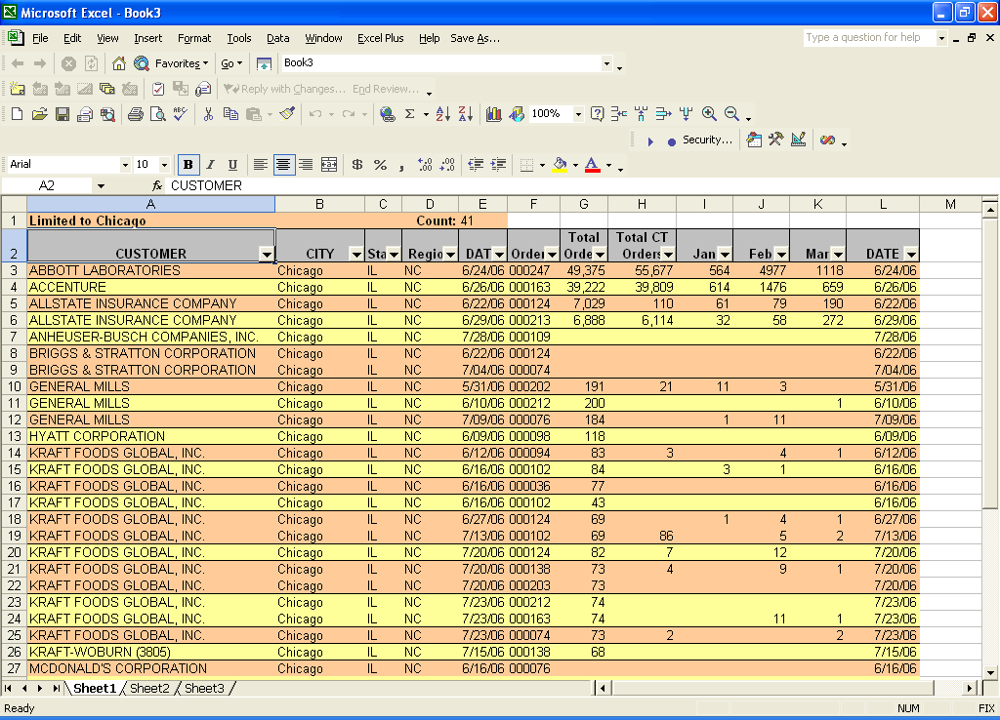 Microsoft Excel - Book3
File Edit View Insert Format Tools Data Window Excel Plus Help Save As... Type a question for help
Favorites Go Book3
Reply with Changes... End Review...
100%
Security...
Arial 10 B I U $ % ,
A2 fx CUSTOMER
A B C D E F G H I J K L M
1 Limited to Chicago Count: 41
Total Total CT
2 CUSTOMER CITY Sta Regio DAT Order Orde Orders Jan Feb Mar DATE
3 ABBOTT LABORATORIES Chicago IL NC 6/24/06 000247 49,375 55,677 564 4977 1118 6/24/06
4 ACCENTURE Chicago IL NC 6/26/06 000163 39,222 39,809 614 1476 659 6/26/06
5 ALLSTATE INSURANCE COMPANY Chicago IL NC 6/22/06 000124 7,029 110 61 79 190 6/22/06
6 ALLSTATE INSURANCE COMPANY Chicago IL NC 6/29/06 000213 6,888 6,114 32 58 272 6/29/06
7 ANHEUSER-BUSCH COMPANIES, INC. Chicago IL NC 7/28/06 000109 7/28/06
8 BRIGGS & STRATTON CORPORATION Chicago IL NC 6/22/06 000124 6/22/06
9 BRIGGS & STRATTON CORPORATION Chicago IL NC 7/04/06 000074 7/04/06
10 GENERAL MILLS Chicago IL NC 5/31/06 000202 191 21 11 3 5/31/06
11 GENERAL MILLS Chicago IL NC 6/10/06 000212 200 1 6/10/06
12 GENERAL MILLS Chicago IL NC 7/09/06 000076 184 1 11 7/09/06
13 HYATT CORPORATION Chicago IL NC 6/09/06 000098 118 6/09/06
14 KRAFT FOODS GLOBAL, INC. Chicago IL NC 6/12/06 000094 83 3 4 1 6/12/06
15 KRAFT FOODS GLOBAL, INC. Chicago IL NC 6/16/06 000102 84 3 1 6/16/06
16 KRAFT FOODS GLOBAL, INC. Chicago IL NC 6/16/06 000036 77 6/16/06
17 KRAFT FOODS GLOBAL, INC. Chicago IL NC 6/16/06 000102 43 6/16/06
18 KRAFT FOODS GLOBAL, INC. Chicago IL NC 6/27/06 000124 69 1 4 1 6/27/06
19 KRAFT FOODS GLOBAL, INC. Chicago IL NC 7/13/06 000102 69 86 5 2 7/13/06
20 KRAFT FOODS GLOBAL, INC. Chicago IL NC 7/20/06 000124 82 7 12 7/20/06
21 KRAFT FOODS GLOBAL, INC. Chicago IL NC 7/20/06 000138 73 4 9 1 7/20/06
22 KRAFT FOODS GLOBAL, INC. Chicago IL NC 7/20/06 000203 73 7/20/06
23 KRAFT FOODS GLOBAL, INC. Chicago IL NC 7/23/06 000212 74 7/23/06
24 KRAFT FOODS GLOBAL, INC. Chicago IL NC 7/23/06 000163 74 11 1 7/23/06
25 KRAFT FOODS GLOBAL, INC. Chicago IL NC 7/23/06 000074 73 2 2 7/23/06
26 KRAFT-WOBURN (3805) Chicago IL NC 7/15/06 000138 68 7/15/06
27 MCDONALD'S CORPORATION Chicago IL NC 6/16/06 000076 6/16/06
Sheet1 Sheet2 Sheet3
Ready NUM FIX